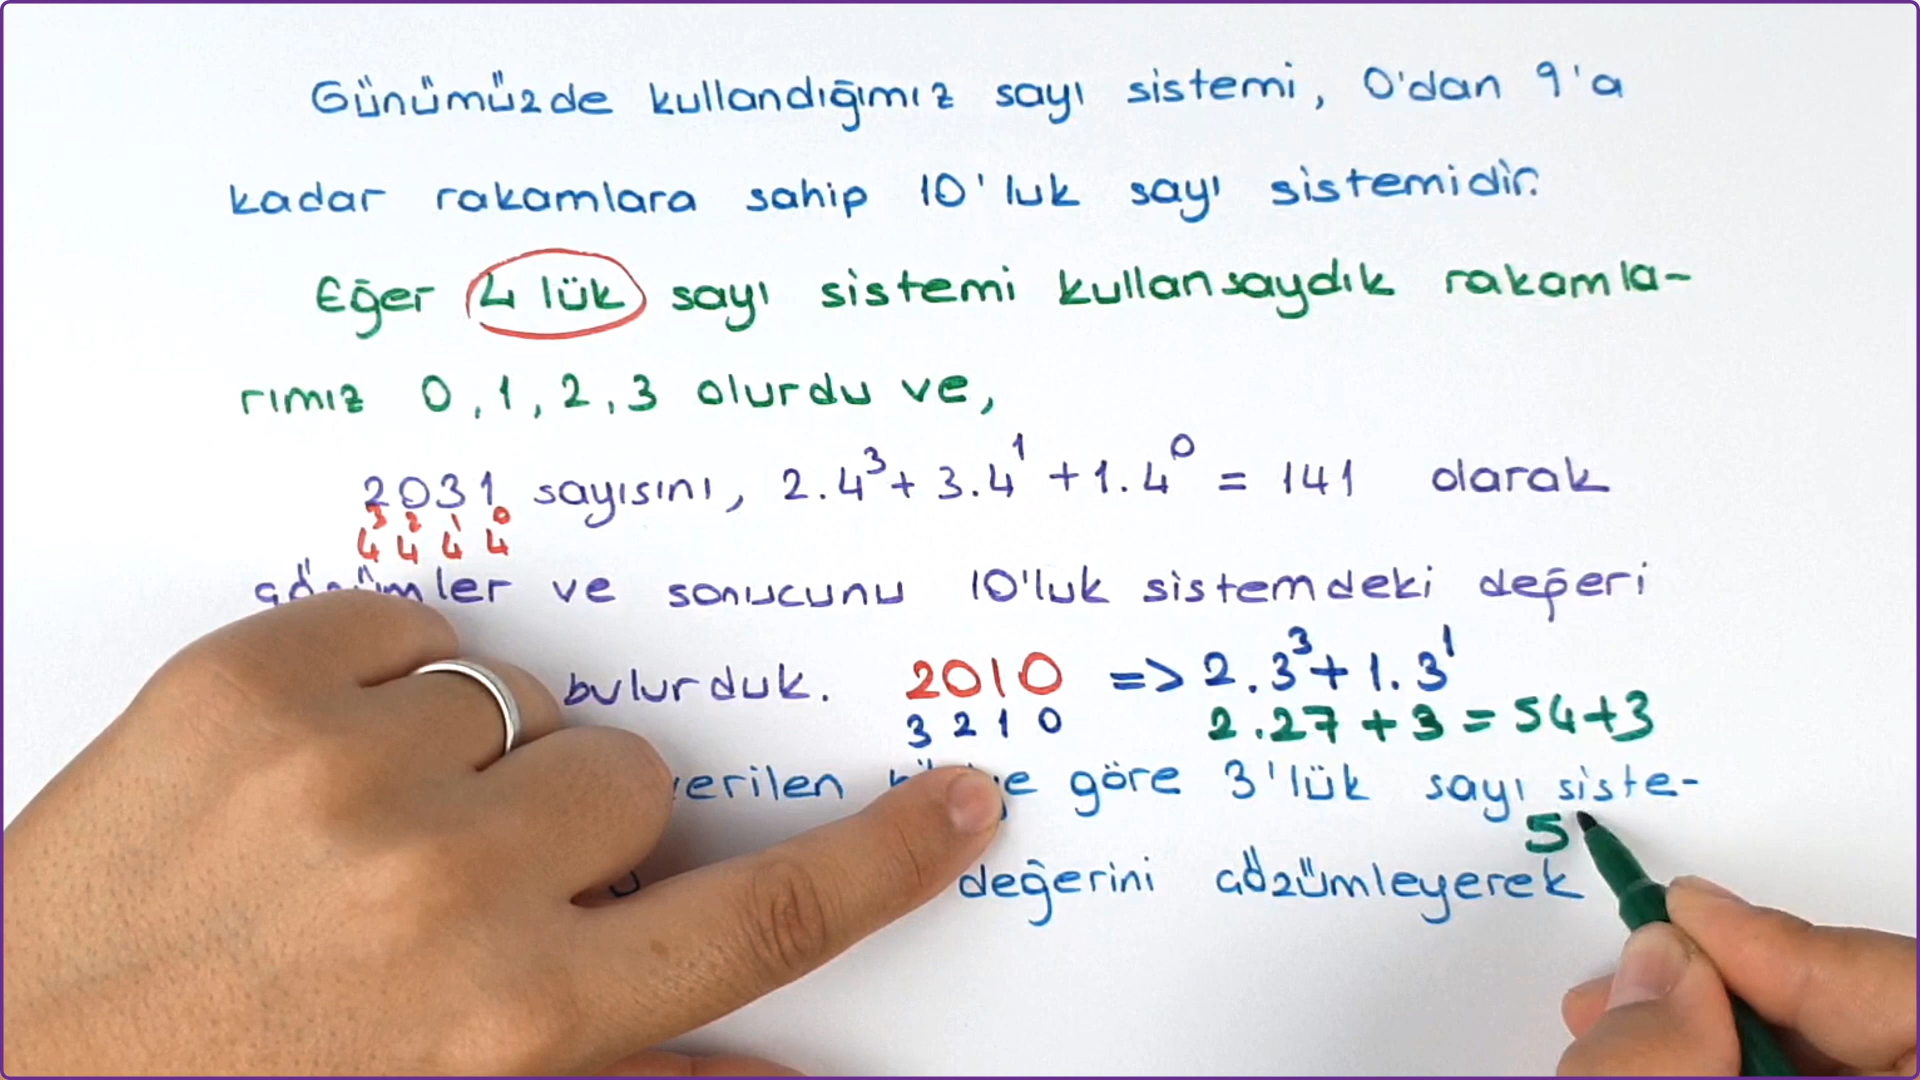 Günümüzde kullandığımız sayı sistemi, 0'dan 9'a
kadar rakamlara sahip 10'luk sayı sistemidir.
Eğer 4 lük sayı sistemi kullansaydık rakamla-
rımız 0, 1, 2, 3 olurdu ve,
2031 sayısını, 2.4³ + 3.4¹ + 1.4⁰ = 141 olarak
4³ 4² 4¹ 4⁰
ve sonucunu 10'luk sistemdeki değeri
bulurduk. 2010 => 2.3³ + 1.3¹
3 2 1 0 2.27 + 3 = 54+3
göre 3'lük sayı siste-
5
değerini çözümleyerek